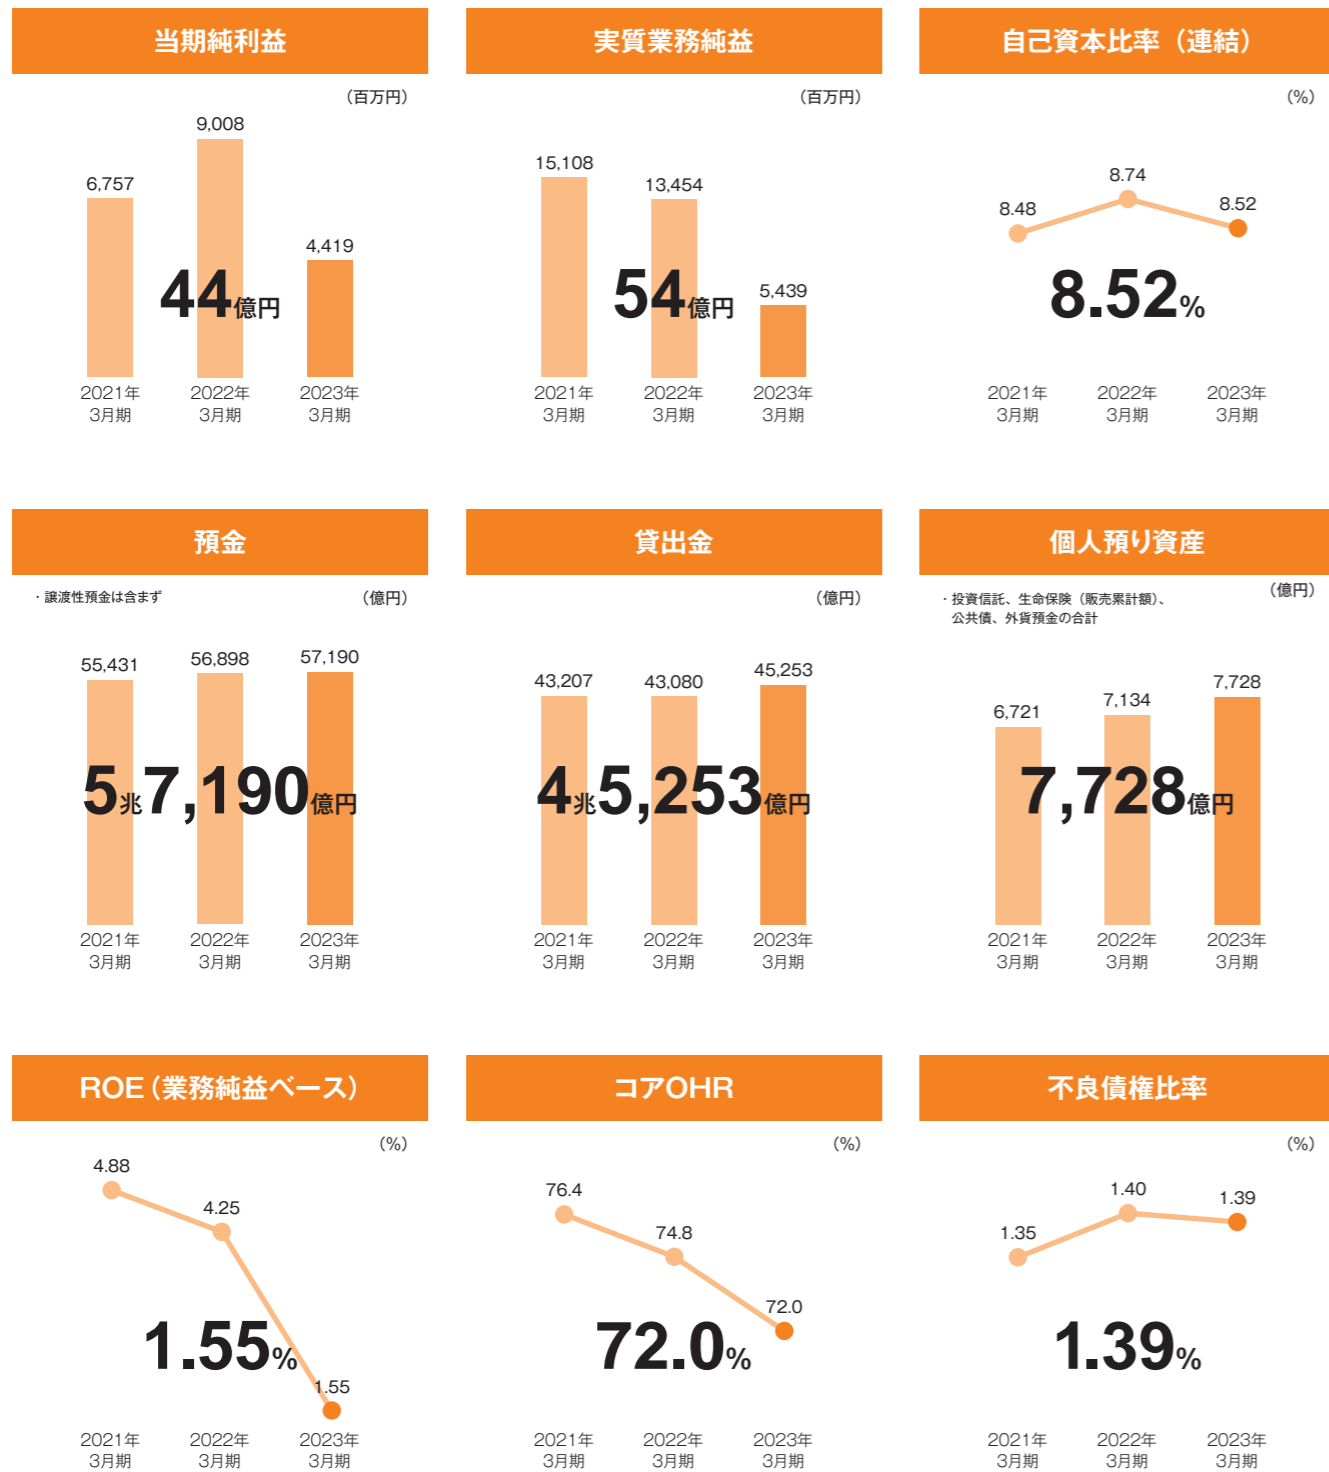 当期純利益
（百万円）
9,008
6,757
4,419
44億円
2021年 2022年 2023年
3月期 3月期 3月期
実質業務純益
（百万円）
15,108
13,454
5,439
54億円
2021年 2022年 2023年
3月期 3月期 3月期
自己資本比率（連結）
（%）
8.74
8.48
8.52
8.52%
2021年 2022年 2023年
3月期 3月期 3月期
預金
・譲渡性預金は含まず
（億円）
55,431 56,898 57,190
5兆7,190億円
2021年 2022年 2023年
3月期 3月期 3月期
貸出金
（億円）
43,207 43,080 45,253
4兆5,253億円
2021年 2022年 2023年
3月期 3月期 3月期
個人預り資産
（億円）
・投資信託、生命保険（販売累計額）、
公共債、外貨預金の合計
6,721 7,134 7,728
7,728億円
2021年 2022年 2023年
3月期 3月期 3月期
ROE（業務純益ベース）
（%）
4.88
4.25
1.55%
1.55
2021年 2022年 2023年
3月期 3月期 3月期
コアOHR
（%）
76.4
74.8
72.0
72.0%
2021年 2022年 2023年
3月期 3月期 3月期
不良債権比率
（%）
1.40
1.39
1.35
1.39%
2021年 2022年 2023年
3月期 3月期 3月期